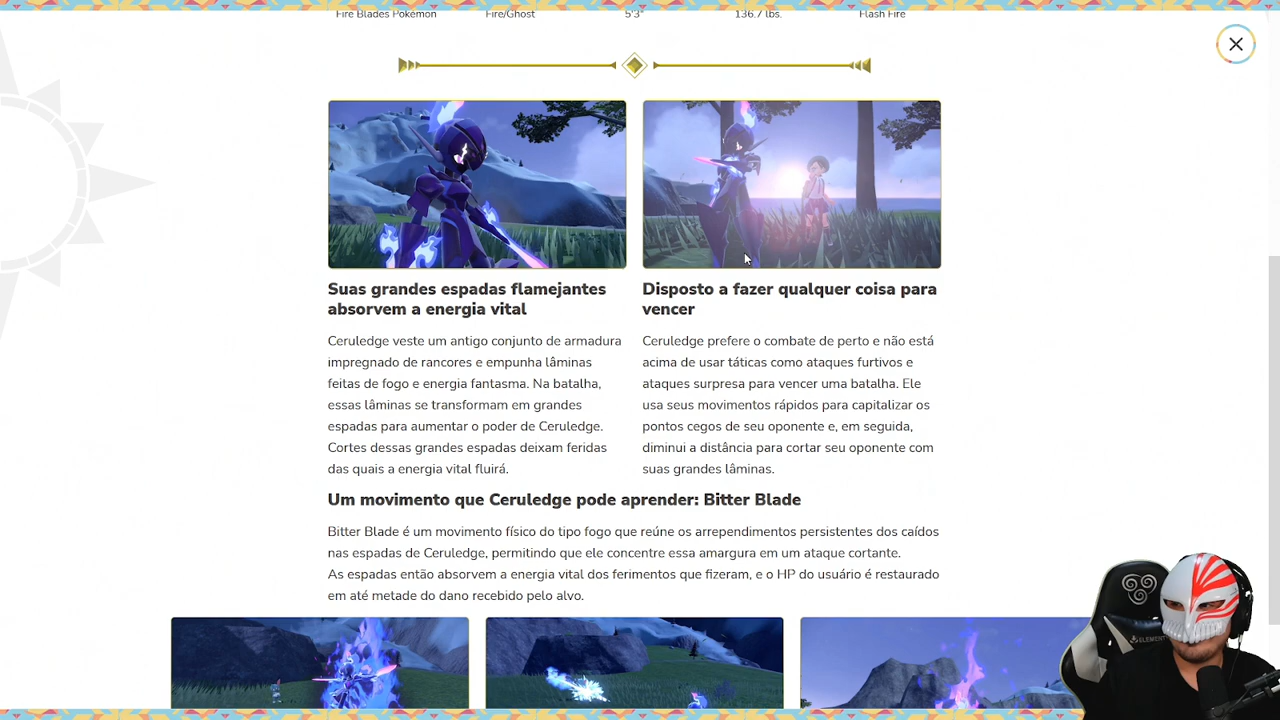 Fire Blades Pokémon Fire/Ghost 5'3" 136.7 lbs. Flash Fire
Suas grandes espadas flamejantes
absorvem a energia vital
Ceruledge veste um antigo conjunto de armadura
impregnado de rancores e empunha lâminas
feitas de fogo e energia fantasma. Na batalha,
essas lâminas se transformam em grandes
espadas para aumentar o poder de Ceruledge.
Cortes dessas grandes espadas deixam feridas
das quais a energia vital fluirá.
Disposto a fazer qualquer coisa para
vencer
Ceruledge prefere o combate de perto e não está
acima de usar táticas como ataques furtivos e
ataques surpresa para vencer uma batalha. Ele
usa seus movimentos rápidos para capitalizar os
pontos cegos de seu oponente e, em seguida,
diminui a distância para cortar seu oponente com
suas grandes lâminas.
Um movimento que Ceruledge pode aprender: Bitter Blade
Bitter Blade é um movimento físico do tipo fogo que reúne os arrependimentos persistentes dos caídos
nas espadas de Ceruledge, permitindo que ele concentre essa amargura em um ataque cortante.
As espadas então absorvem a energia vital dos ferimentos que fizeram, e o HP do usuário é restaurado
em até metade do dano recebido pelo alvo.
ELEMENT